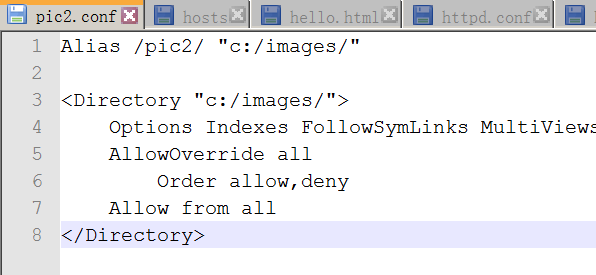 pic2.conf hosts hello.html httpd.conf
1 Alias /pic2/ "c:/images/"
2
3 <Directory "c:/images/">
4 Options Indexes FollowSymLinks MultiViews
5 AllowOverride all
6 Order allow,deny
7 Allow from all
8 </Directory>